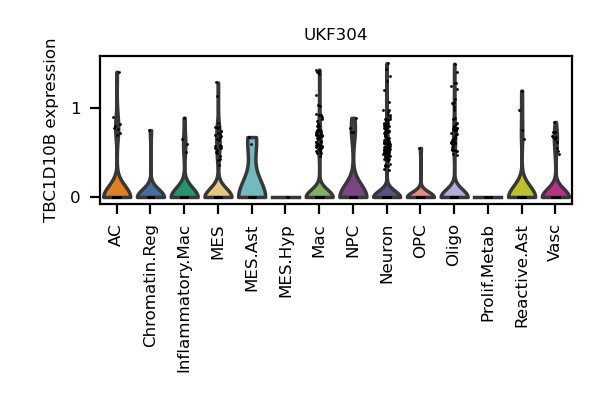 UKF304
TBC1D10B expression
1
0
AC
Chromatin.Reg
Inflammatory.Mac
MES
MES.Ast
MES.Hyp
Mac
NPC
Neuron
OPC
Oligo
Prolif.Metab
Reactive.Ast
Vasc